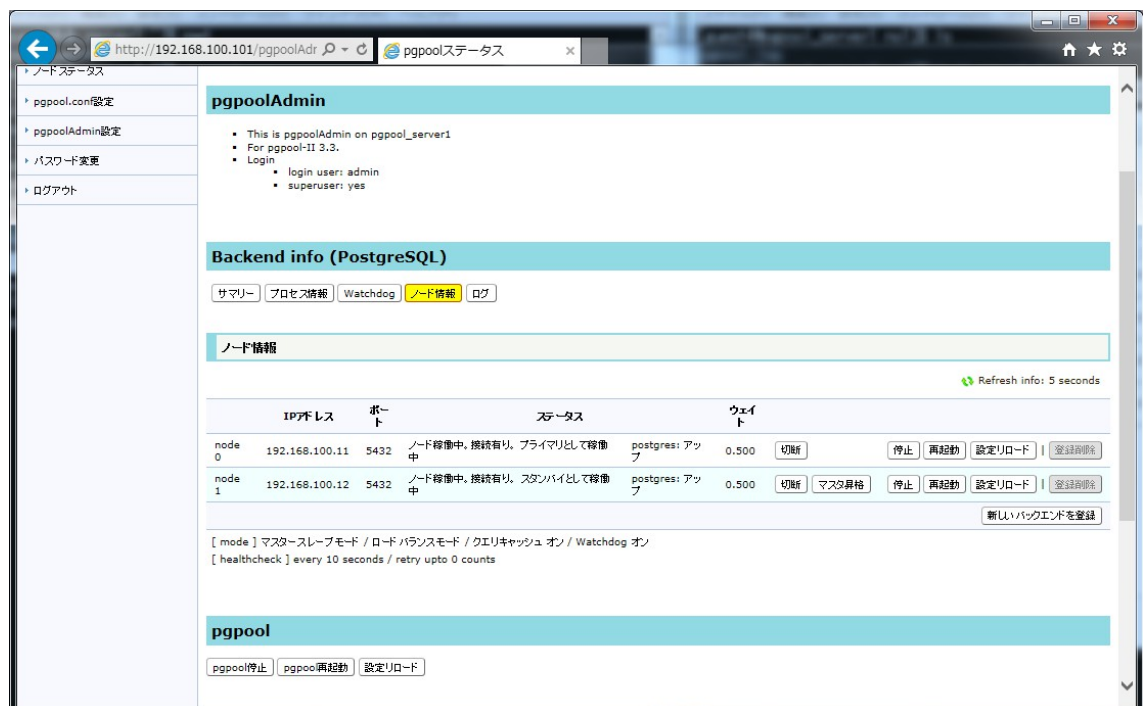 http://192.168.100.101/pgpoolAdr
pgpoolステータス
ノードステータス
pgpool.conf設定
pgpoolAdmin設定
パスワード変更
ログアウト
pgpoolAdmin
This is pgpoolAdmin on pgpool_server1
For pgpool-II 3.3.
Login
login user: admin
superuser: yes
Backend info (PostgreSQL)
サマリー プロセス情報 Watchdog ノード情報 ログ
ノード情報
Refresh info: 5 seconds
IPアドレス ポート ステータス ウェイト
node 0 192.168.100.11 5432 ノード稼働中。接続有り。プライマリとして稼働中 postgres: アップ 0.500 切断 停止 再起動 設定リロード | 登録削除
node 1 192.168.100.12 5432 ノード稼働中。接続有り。スタンバイとして稼働中 postgres: アップ 0.500 切断 マスタ昇格 停止 再起動 設定リロード | 登録削除
新しいバックエンドを登録
[ mode ] マスタースレーブモード / ロードバランスモード / クエリキャッシュ オン / Watchdog オン
[ healthcheck ] every 10 seconds / retry upto 0 counts
pgpool
pgpool停止 pgpool再起動 設定リロード